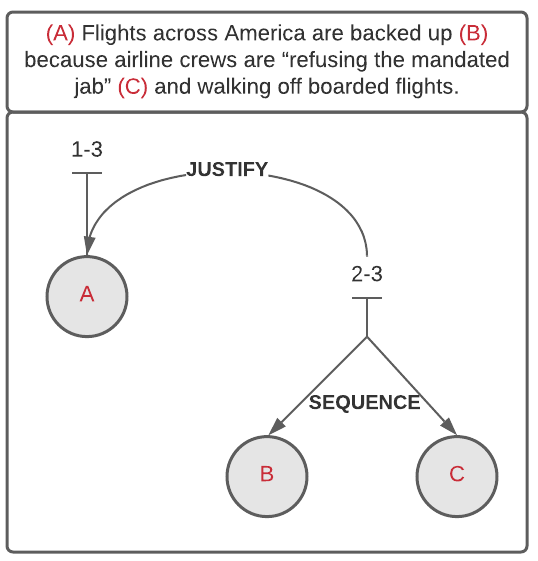 (A) Flights across America are backed up (B)
because airline crews are “refusing the mandated
jab” (C) and walking off boarded flights.
1-3
JUSTIFY
A
2-3
SEQUENCE
B
C